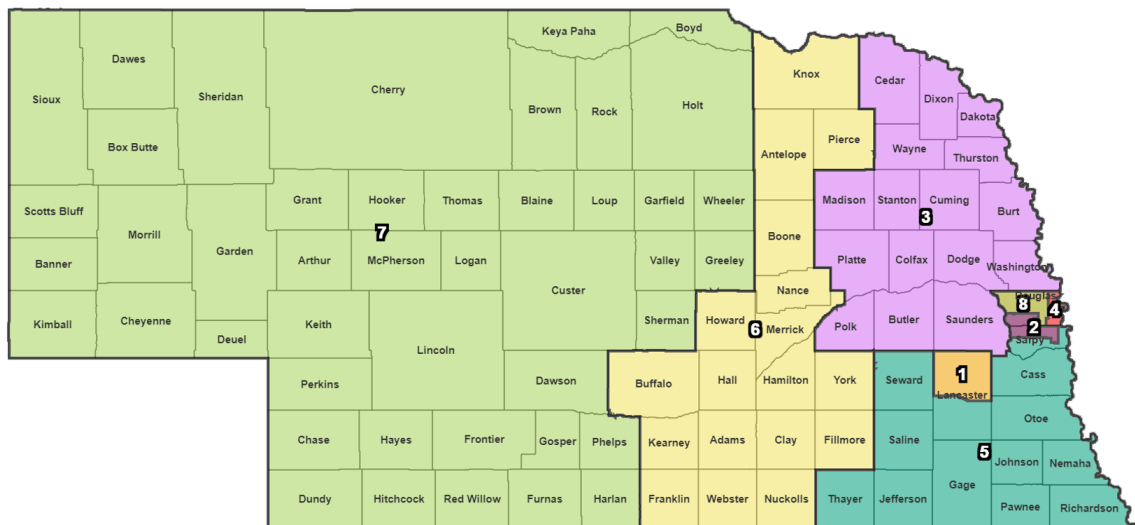 Keya Paha
Boyd
Dawes
Knox
Cedar
Sioux
Sheridan
Cherry
Brown
Rock
Holt
Dixon
Dakota
Box Butte
Antelope
Pierce
Wayne
Thurston
Scotts Bluff
Grant
Hooker
Thomas
Blaine
Loup
Garfield
Wheeler
Madison
Stanton
Cuming
Burt
3
7
Morrill
Garden
Boone
Banner
Arthur
McPherson
Logan
Valley
Greeley
Platte
Colfax
Dodge
Washington
Custer
Nance
Douglas
8
4
Kimball
Cheyenne
Keith
Sherman
Howard
6
Merrick
Polk
Butler
Saunders
2
Sarpy
Deuel
Lincoln
Perkins
Dawson
Buffalo
Hall
Hamilton
York
Seward
1
Lancaster
Cass
Otoe
Chase
Hayes
Frontier
Gosper
Phelps
Kearney
Adams
Clay
Fillmore
Saline
5
Johnson
Nemaha
Dundy
Hitchcock
Red Willow
Furnas
Harlan
Franklin
Webster
Nuckolls
Thayer
Jefferson
Gage
Pawnee
Richardson